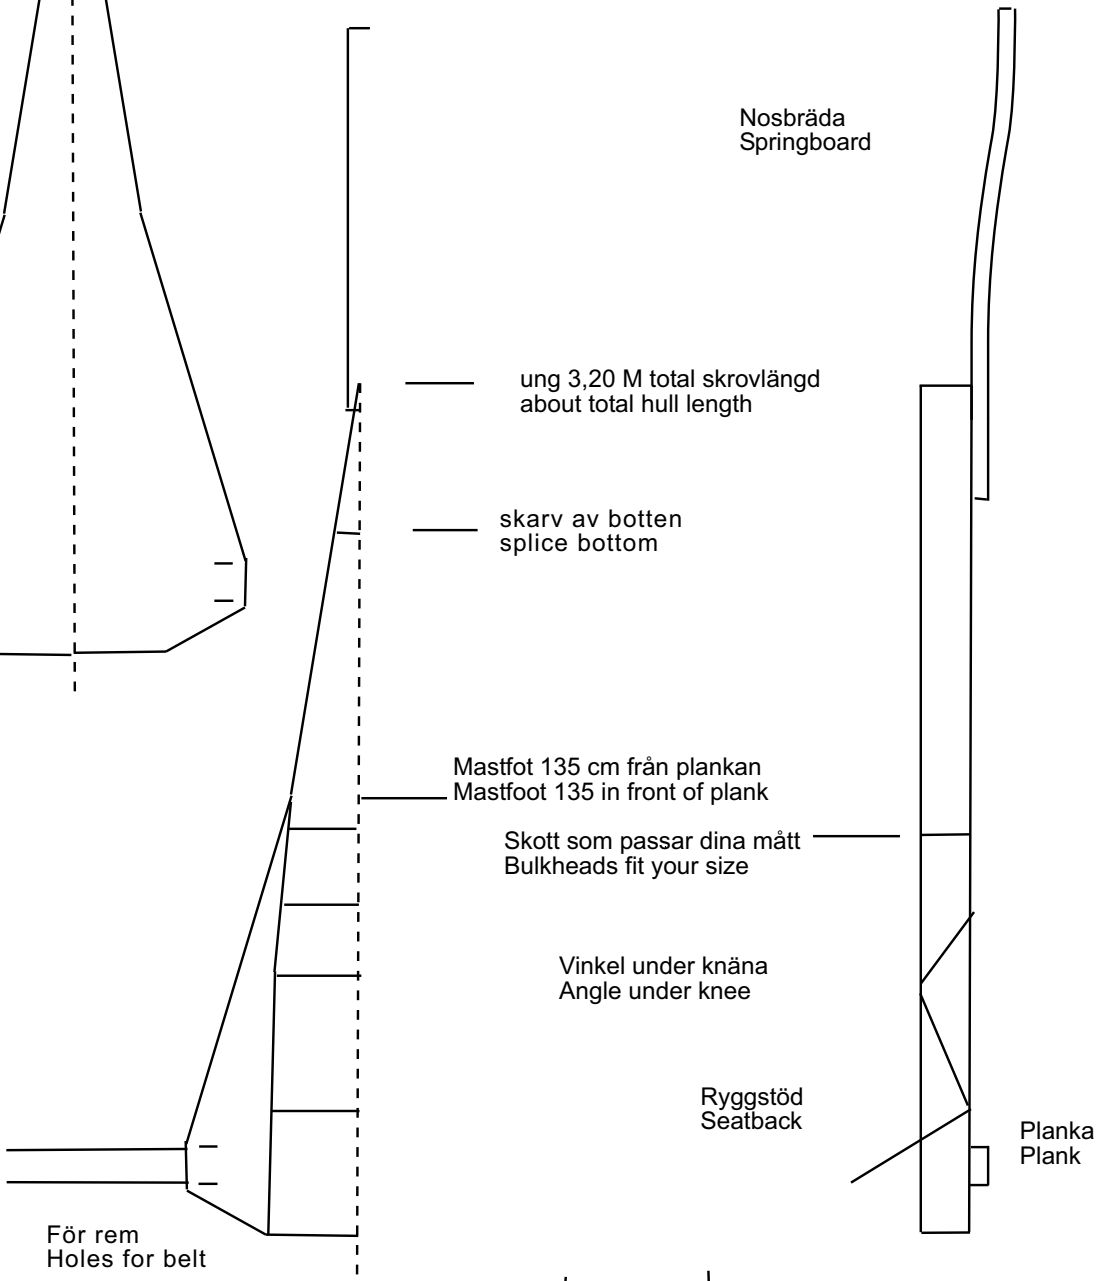 Nosbräda
Springboard
ung 3,20 M total skrovlängd
about total hull length
skarv av botten
splice bottom
Mastfot 135 cm från plankan
Mastfoot 135 in front of plank
Skott som passar dina mått
Bulkheads fit your size
Vinkel under knäna
Angle under knee
Ryggstöd
Seatback
Planka
Plank
För rem
Holes for belt